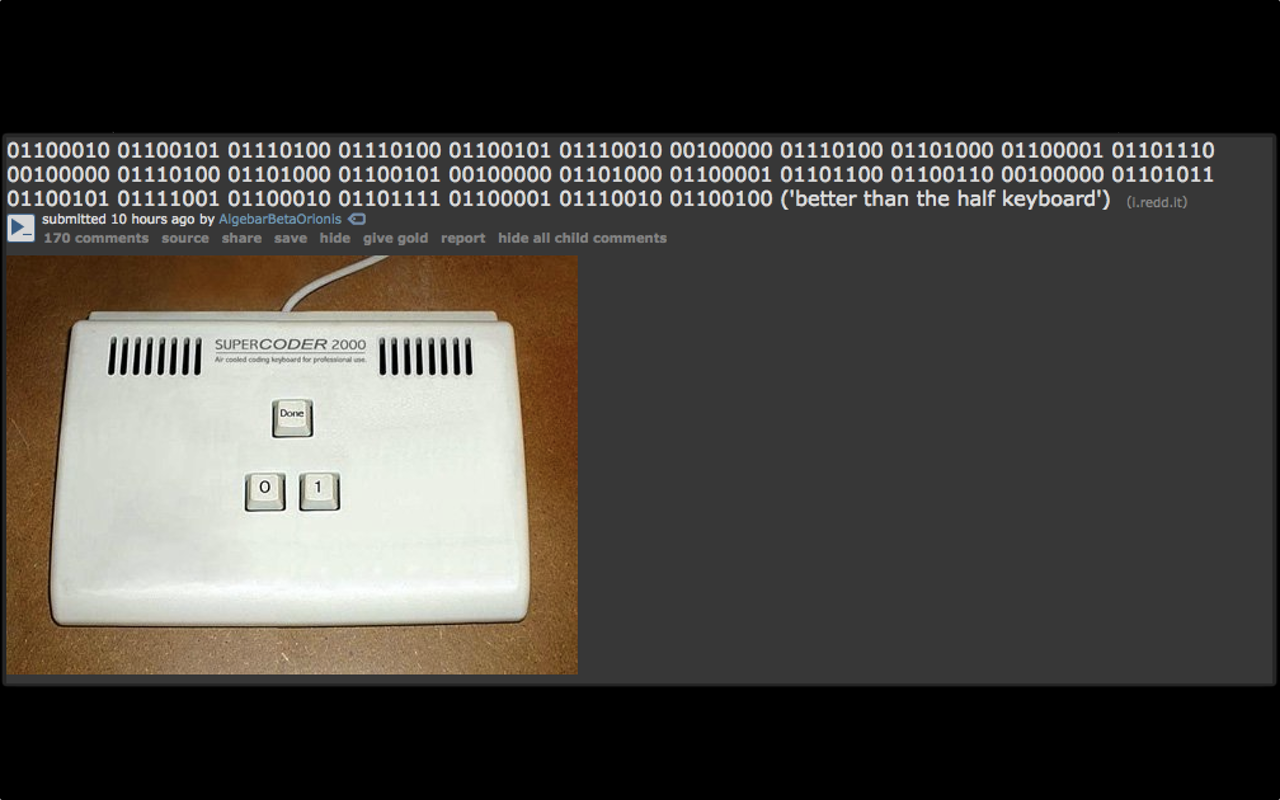 01100010 01100101 01110100 01110100 01100101 01110010 00100000 01110100 01101000 01100001 01101110
00100000 01110100 01101000 01100101 00100000 01101000 01100001 01101100 01100110 00100000 01101011
01100101 01111001 01100010 01101111 01100001 01110010 01100100 ('better than the half keyboard') (i.redd.it)
submitted 10 hours ago by AlgebarBetaOrionis
170 comments source share save hide give gold report hide all child comments
SUPERCODER 2000
Air cooled coding keyboard for professional use.
Done
0 1